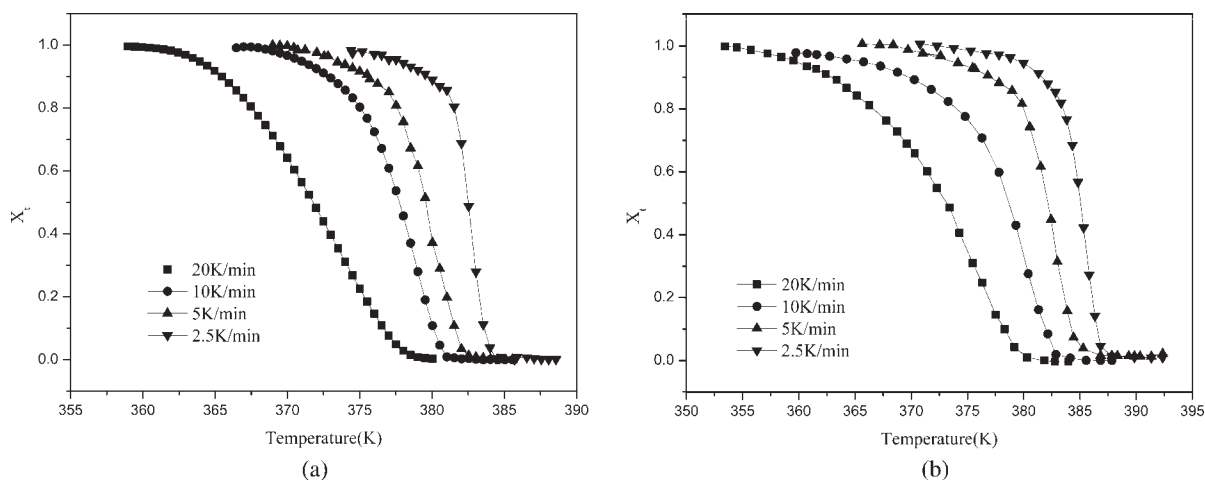 1.0
0.8
0.6
0.4
0.2
0.0
Xt
20K/min
10K/min
5K/min
2.5K/min
355 360 365 370 375 380 385 390
Temperature(K)
(a)
1.0
0.8
0.6
0.4
0.2
0.0
Xt
20K/min
10K/min
5K/min
2.5K/min
350 355 360 365 370 375 380 385 390 395
Temperature(K)
(b)